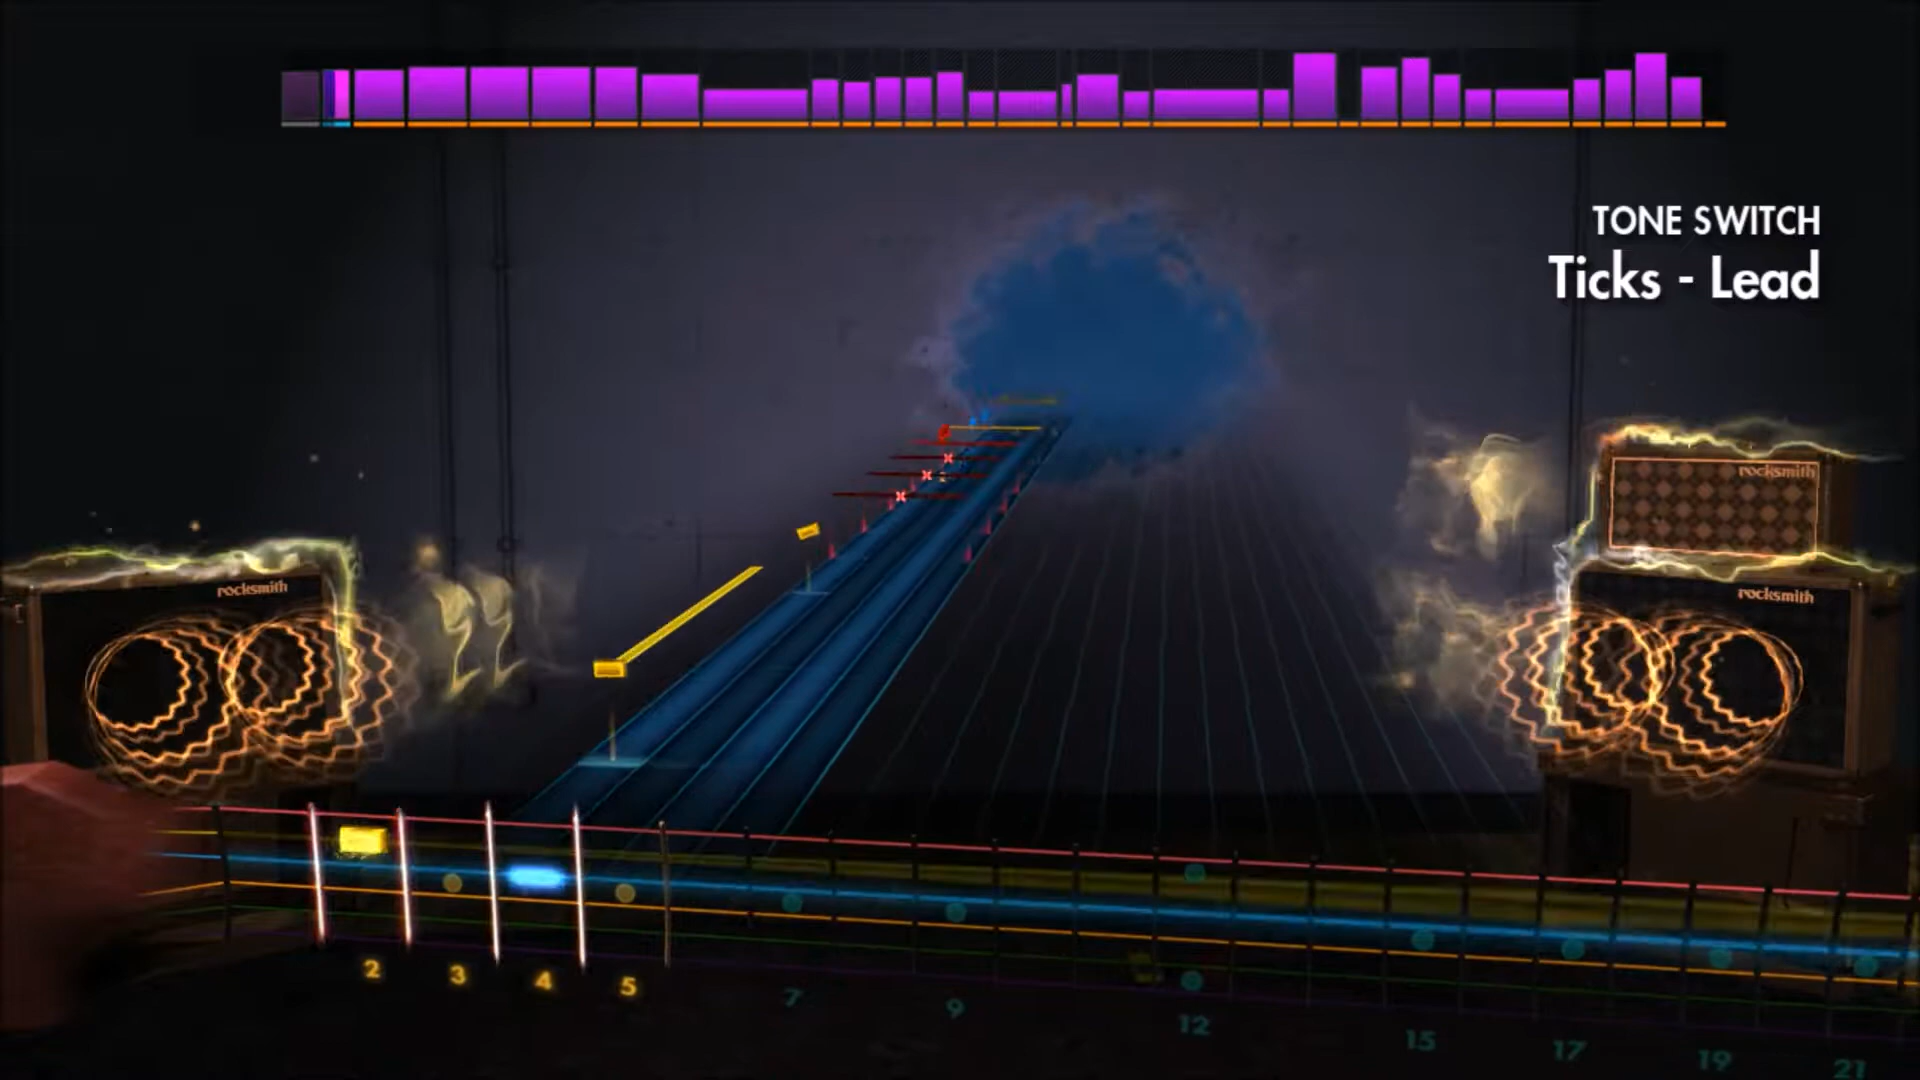 TONE SWITCH
Ticks - Lead
rocksmith
rocksmith
rocksmith
2 3 4 5 7 9 12 15 17 19 21